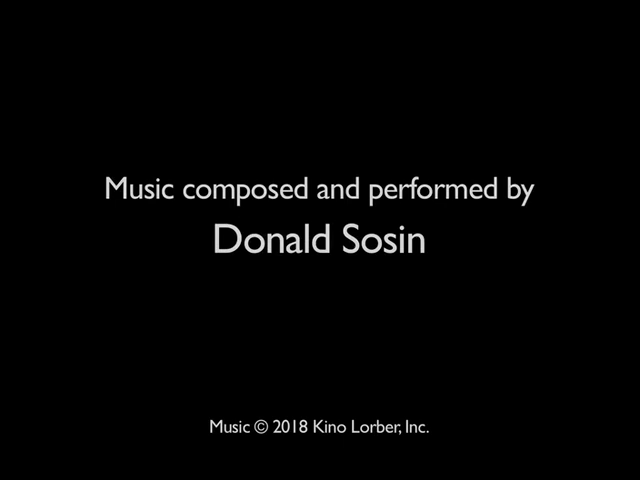 Music composed and performed by
Donald Sosin
Music © 2018 Kino Lorber, Inc.